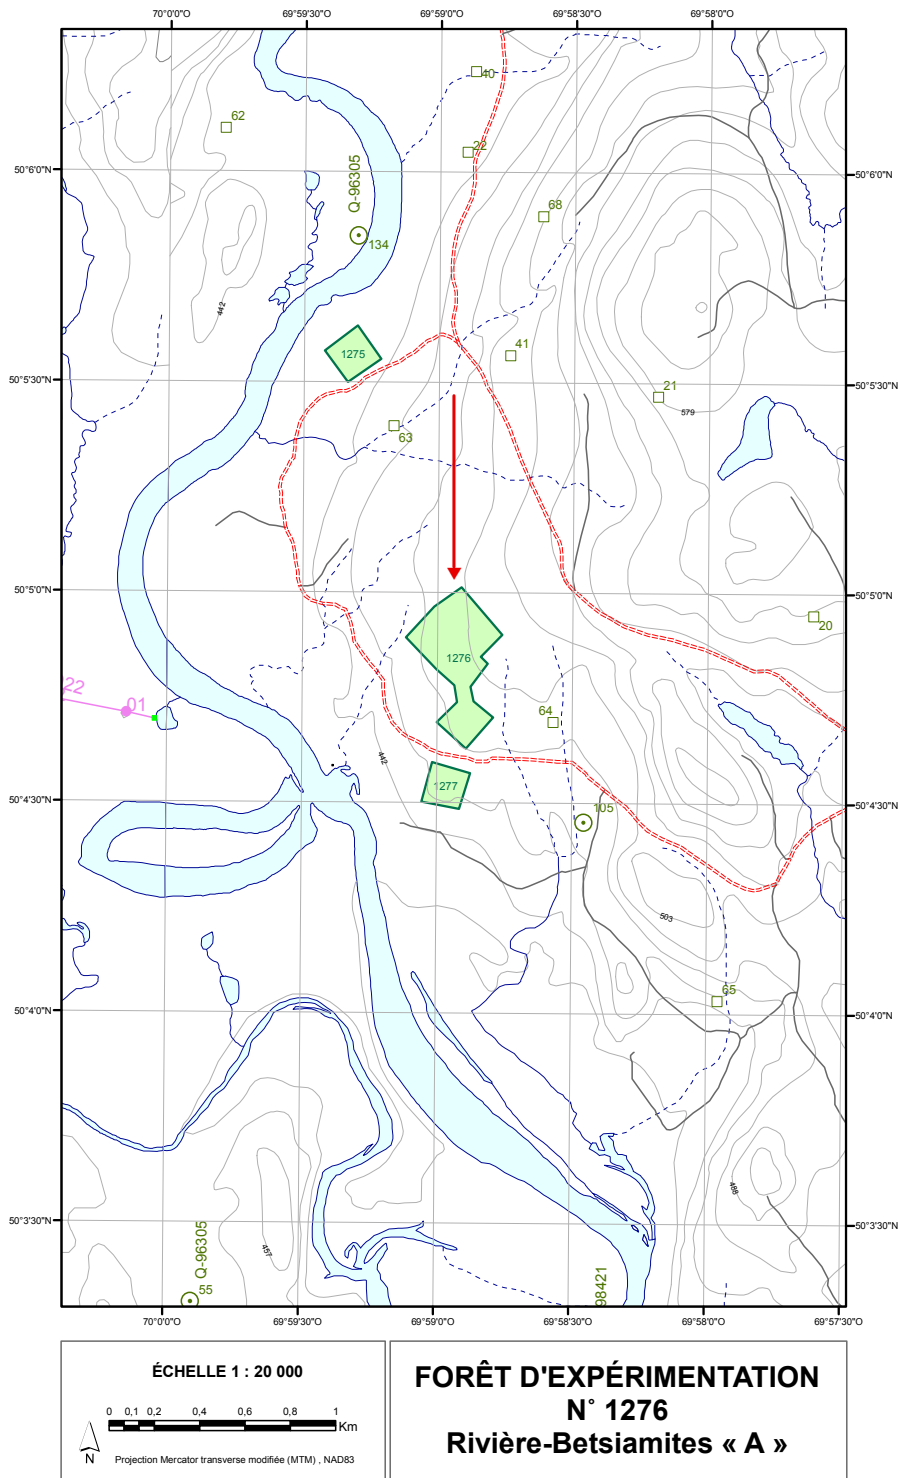 70°0'0"O 69°59'30"O 69°59'0"O 69°58'30"O 69°58'0"O
40
62
22
Q-96305
50°6'0"N 50°6'0"N
68
134
442
41
1275
50°5'30"N 50°5'30"N
21
579
63
50°5'0"N 50°5'0"N
20
1276
22
01
64
442
1277
50°4'30"N 50°4'30"N
105
503
65
50°4'0"N 50°4'0"N
488
50°3'30"N 50°3'30"N
Q-96305
457
98421
55
70°0'0"O 69°59'30"O 69°59'0"O 69°58'30"O 69°58'0"O 69°57'30"O
ÉCHELLE 1 : 20 000
0 0,1 0,2 0,4 0,6 0,8 1
Km
N
Projection Mercator transverse modifiée (MTM) , NAD83
FORÊT D'EXPÉRIMENTATION
N° 1276
Rivière-Betsiamites « A »